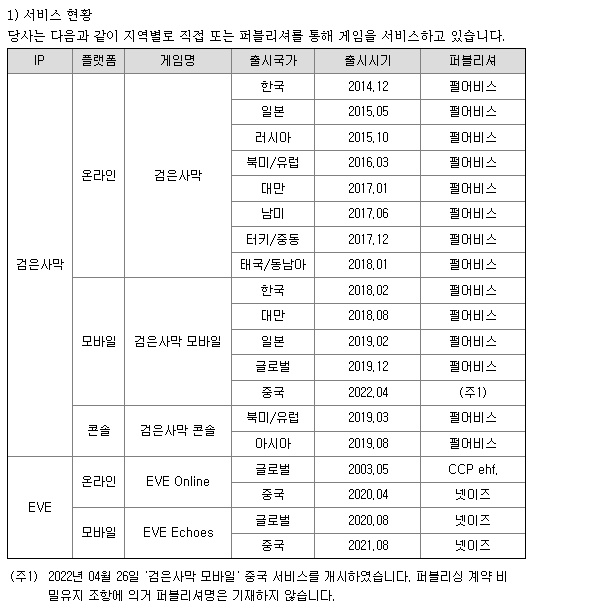 1) 서비스 현황
당사는 다음과 같이 지역별로 직접 또는 퍼블리셔를 통해 게임을 서비스하고 있습니다.
IP 플랫폼 게임명 출시국가 출시시기 퍼블리셔
검은사막 온라인 검은사막 한국 2014.12 펄어비스
일본 2015.05 펄어비스
러시아 2015.10 펄어비스
북미/유럽 2016.03 펄어비스
대만 2017.01 펄어비스
남미 2017.06 펄어비스
터키/중동 2017.12 펄어비스
태국/동남아 2018.01 펄어비스
모바일 검은사막 모바일 한국 2018.02 펄어비스
대만 2018.08 펄어비스
일본 2019.02 펄어비스
글로벌 2019.12 펄어비스
중국 2022.04 (주1)
콘솔 검은사막 콘솔 북미/유럽 2019.03 펄어비스
아시아 2019.08 펄어비스
EVE 온라인 EVE Online 글로벌 2003.05 CCP ehf.
중국 2020.04 넷이즈
모바일 EVE Echoes 글로벌 2020.08 넷이즈
중국 2021.08 넷이즈
(주1) 2022년 04월 26일 '검은사막 모바일' 중국 서비스를 개시하였습니다. 퍼블리싱 계약 비
밀유지 조항에 의거 퍼블리셔명은 기재하지 않습니다.